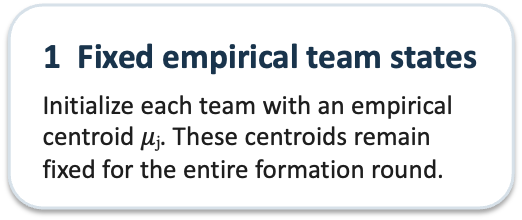 1 Fixed empirical team states
Initialize each team with an empirical
centroid μⱼ. These centroids remain
fixed for the entire formation round.